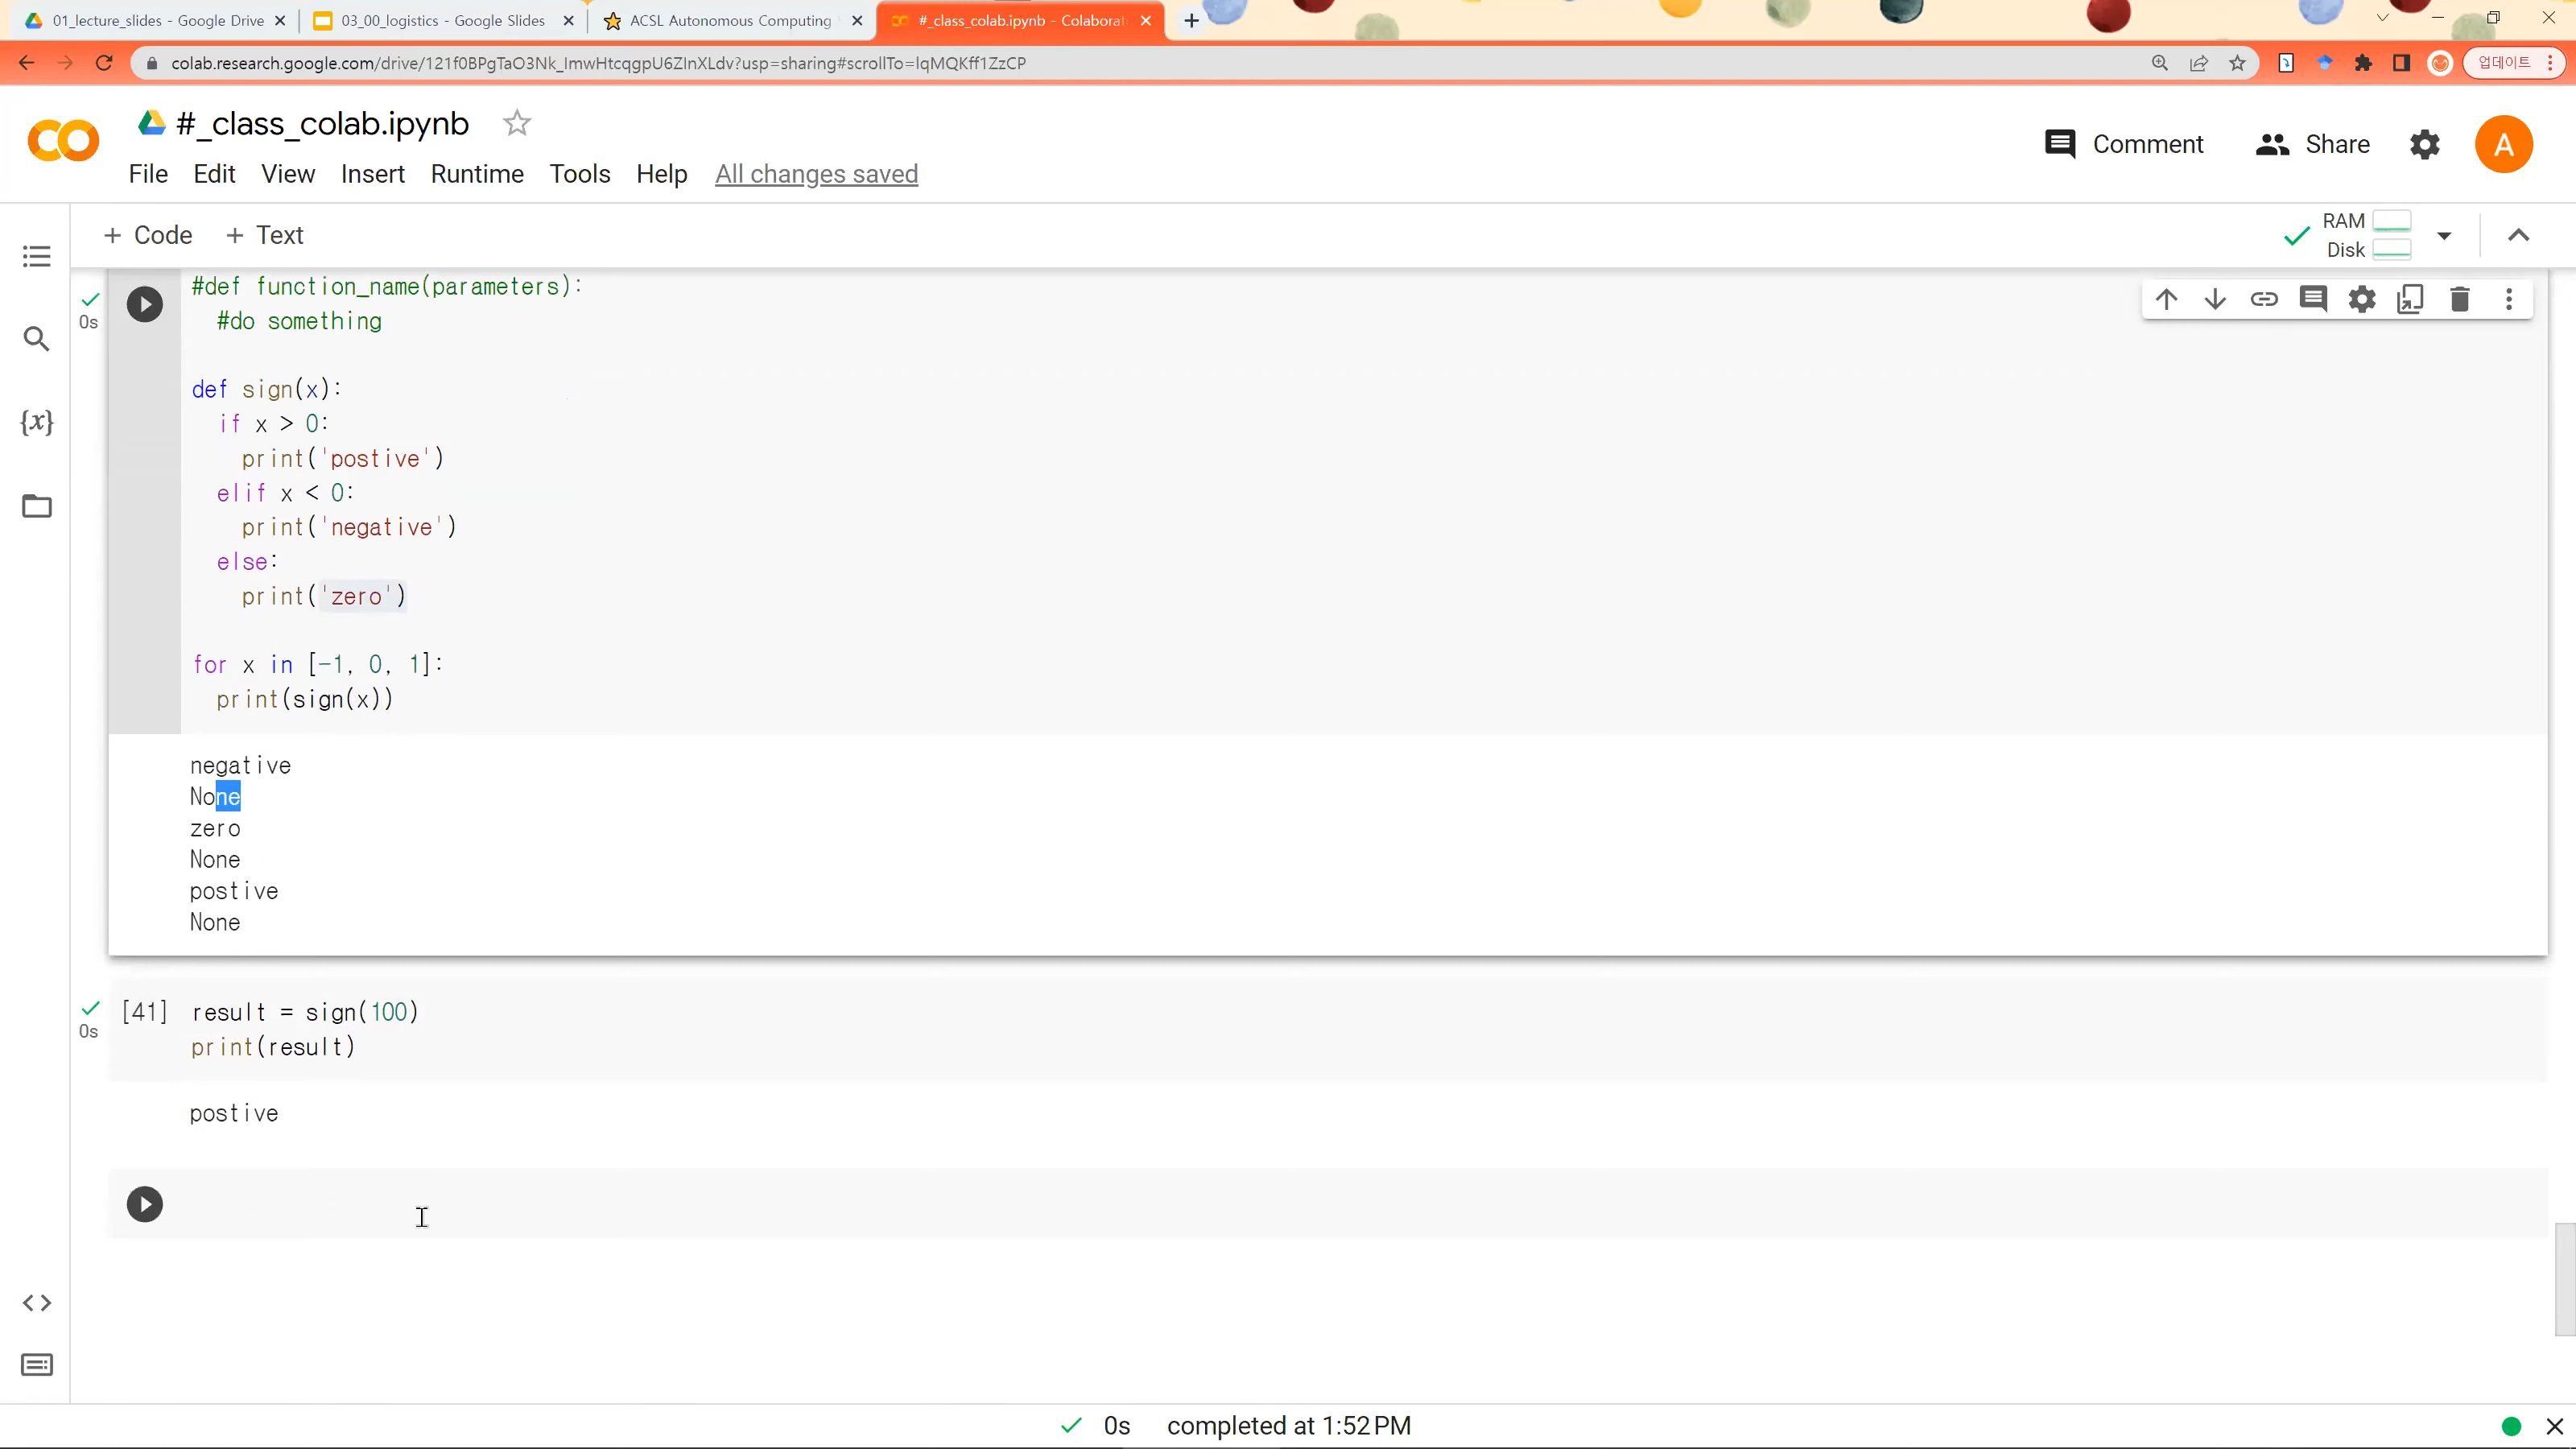 01_lecture_slides - Google Drive
03_00_logistics - Google Slides
ACSL Autonomous Computing
#_class_colab.ipynb - Colaborat
colab.research.google.com/drive/121f0BPgTaO3Nk_ImwHtcqgpU6ZInXLdv?usp=sharing#scrollTo=lqMQKff1ZzCP
업데이트
#_class_colab.ipynb
Comment
Share
A
File Edit View Insert Runtime Tools Help All changes saved
+ Code + Text
RAM
Disk
0s
#def function_name(parameters):
#do something
def sign(x):
if x > 0:
print('postive')
elif x < 0:
print('negative')
else:
print('zero')
for x in [-1, 0, 1]:
print(sign(x))
negative
None
zero
None
postive
None
[41] result = sign(100)
0s
print(result)
postive
{x}
0s completed at 1:52 PM